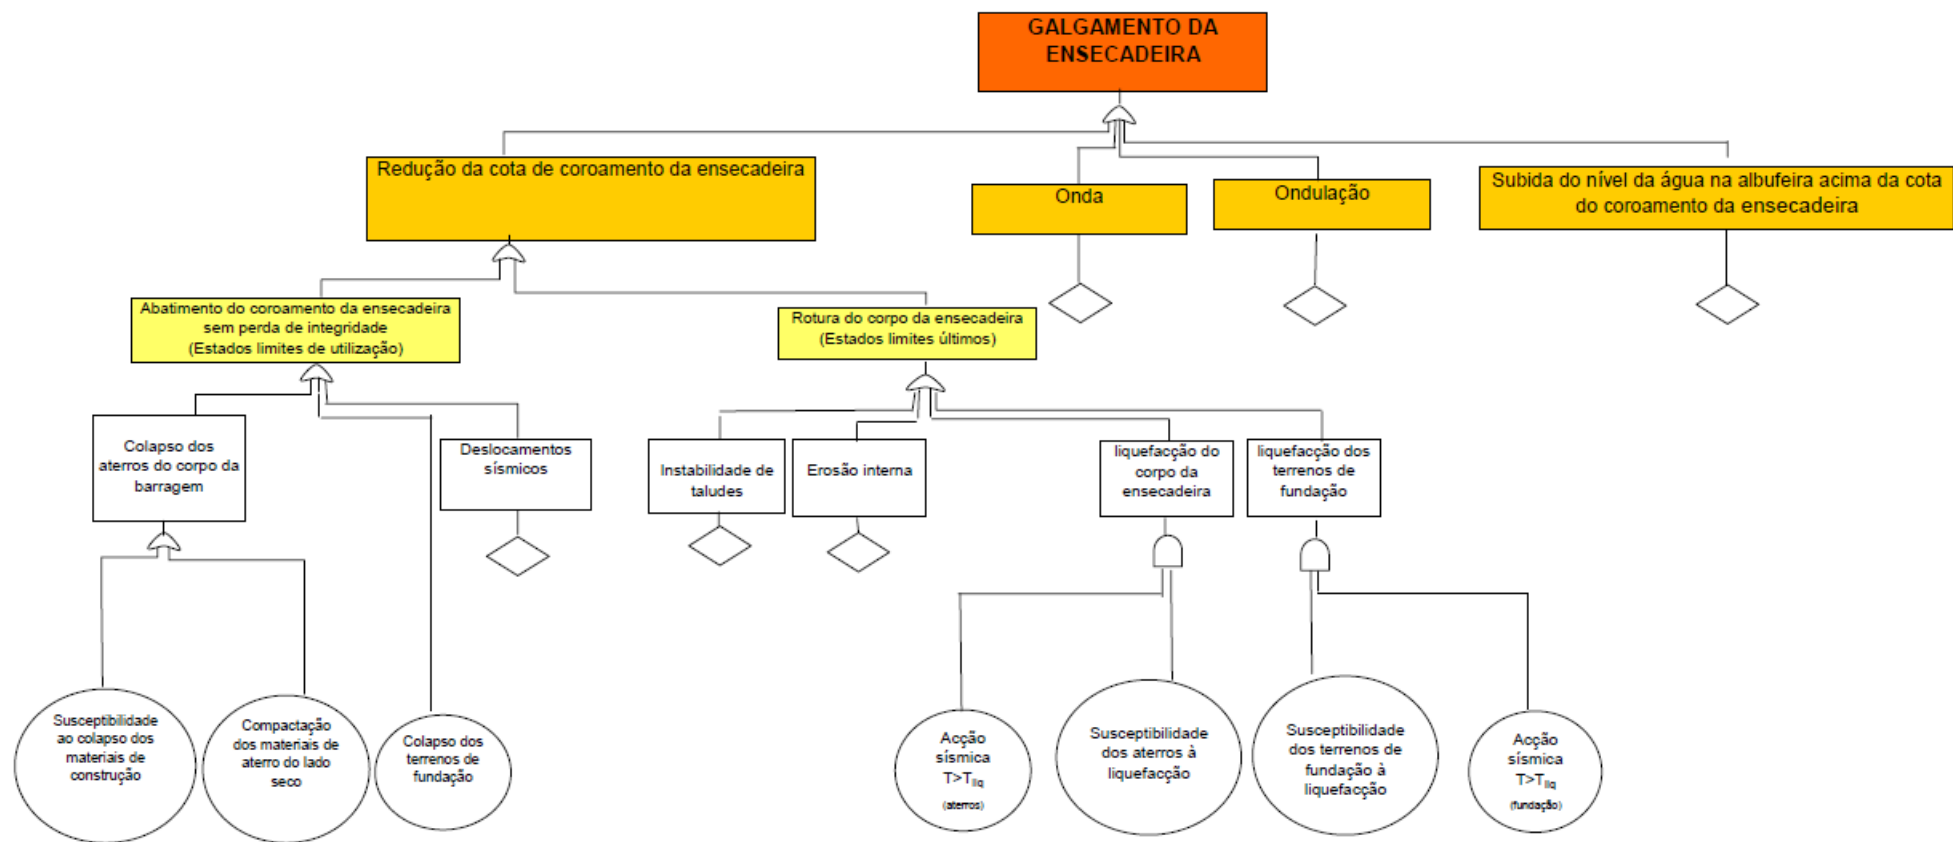 GALGAMENTO DA
ENSECADEIRA
Redução da cota de coroamento da ensecadeira
Onda
Ondulação
Subida do nível da água na albufeira acima da cota
do coroamento da ensecadeira
Abatimento do coroamento da ensecadeira
sem perda de integridade
(Estados limites de utilização)
Rotura do corpo da ensecadeira
(Estados limites últimos)
Colapso dos
aterros do corpo da
barragem
Deslocamentos
sísmicos
Instabilidade de
taludes
Erosão interna
liquefacção do
corpo da
ensecadeira
liquefacção dos
terrenos de
fundação
Susceptibilidade
ao colapso dos
materiais de
construção
Compactação
dos materiais de
aterro do lado
seco
Colapso dos
terrenos de
fundação
Acção
sísmica
T>Tliq
(aterros)
Susceptibilidade
dos aterros à
liquefacção
Susceptibilidade
dos terrenos de
fundação à
liquefacção
Acção
sísmica
T>Tliq
(fundação)